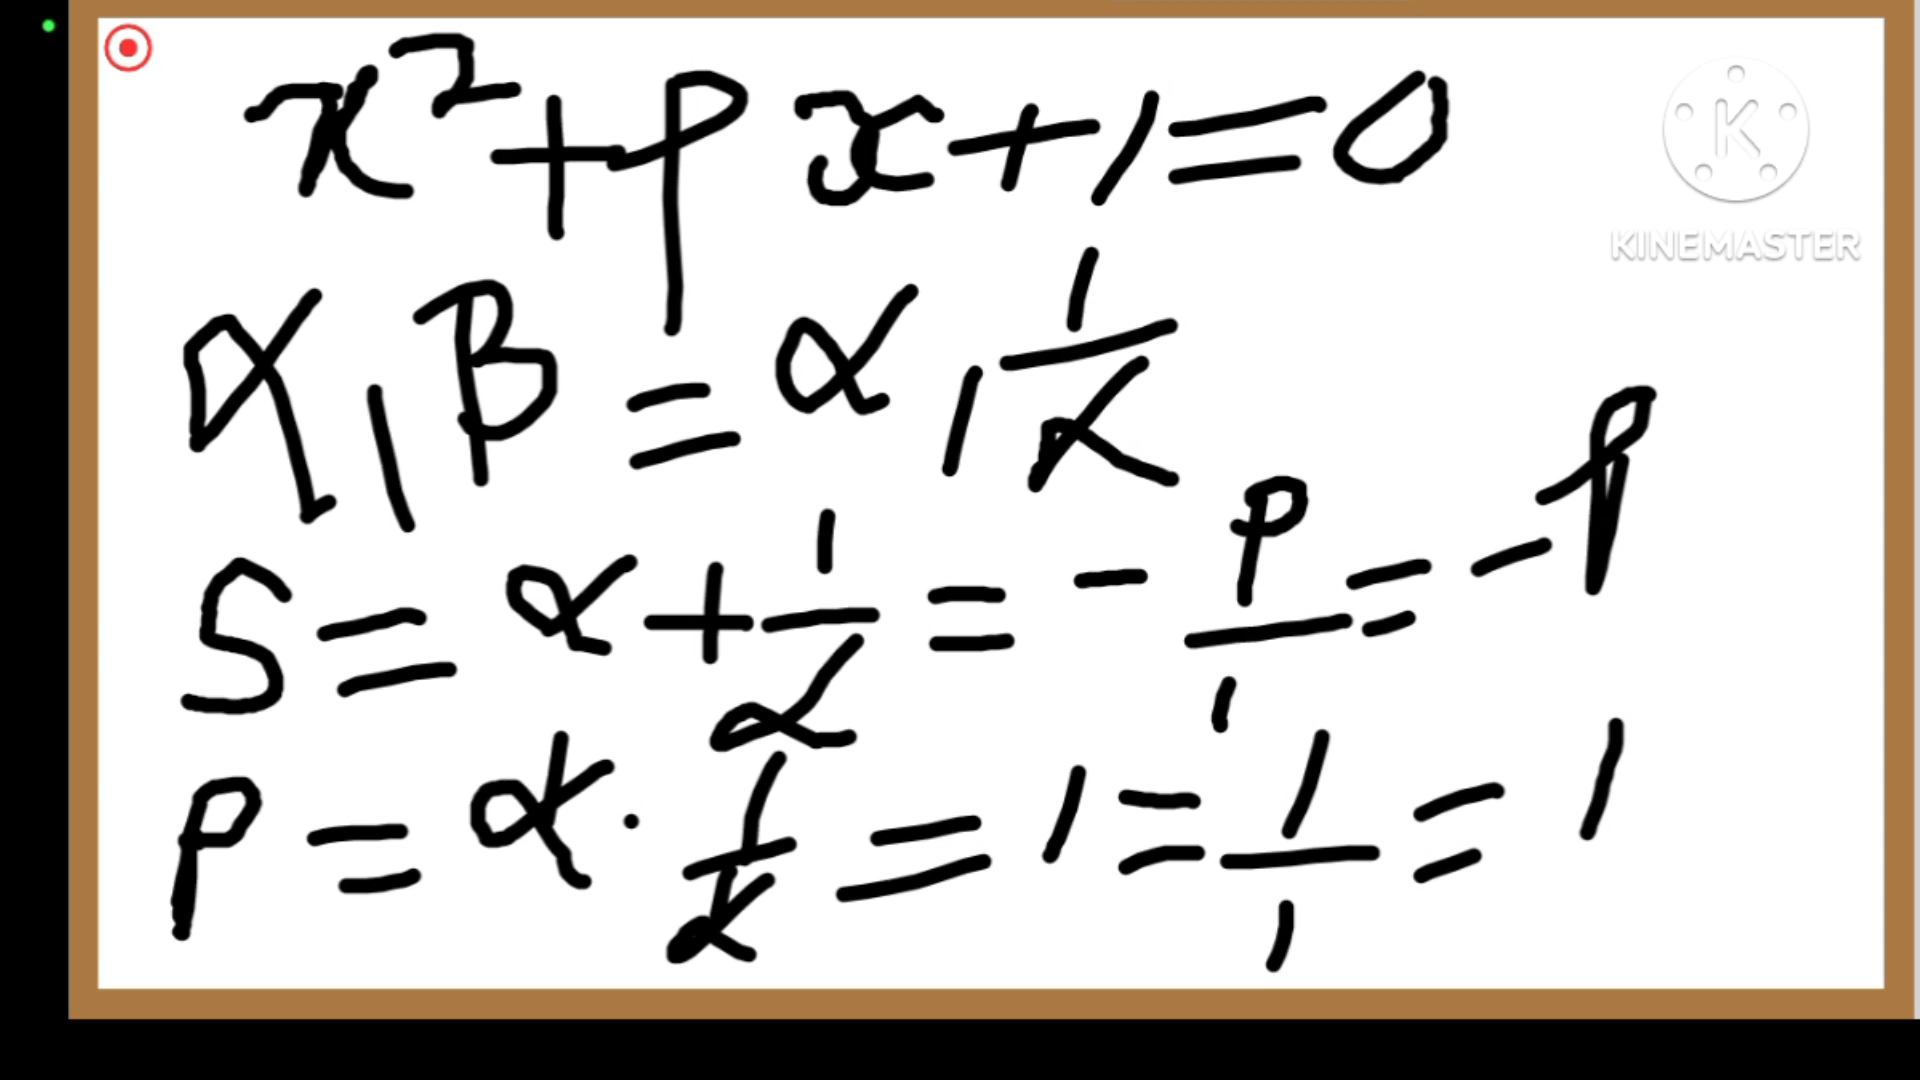 x²+px+1=0
K
KINEMASTER
α,β=α,1/α
S=α+1/α=-p/1=-p
P=α·1/α=1=1/1=1